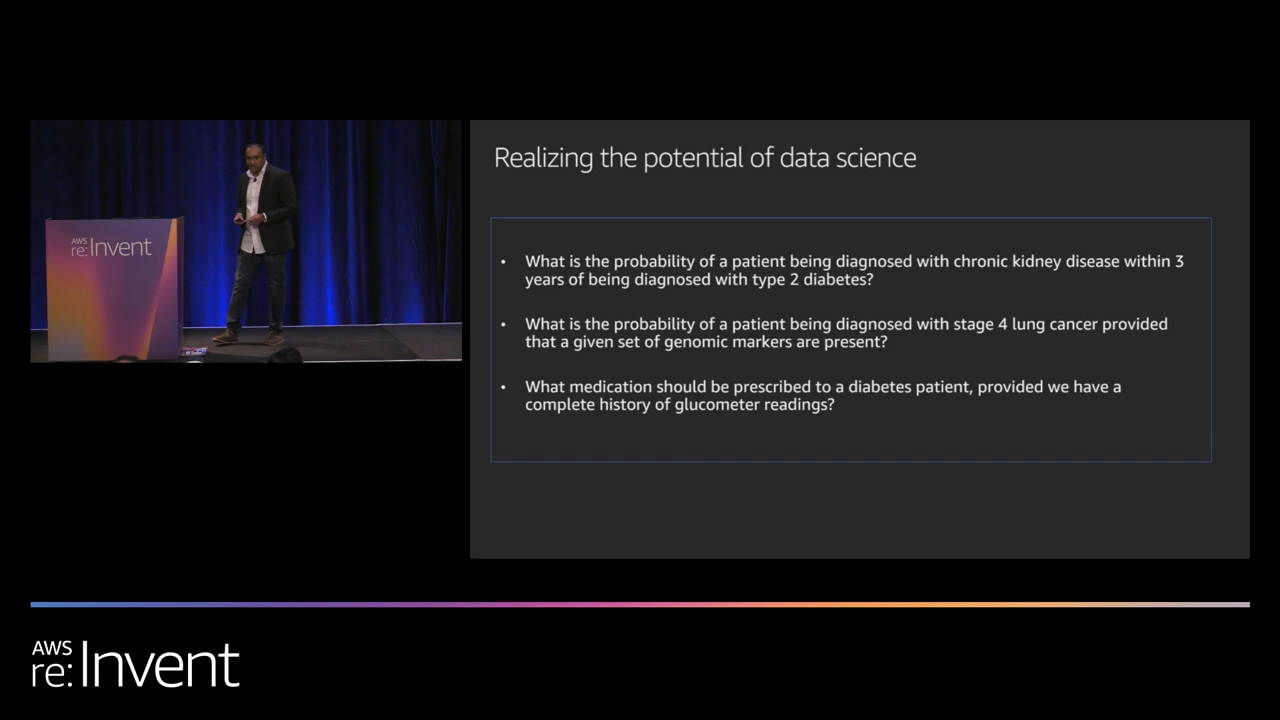 AWS
re:Invent
Realizing the potential of data science
• What is the probability of a patient being diagnosed with chronic kidney disease within 3
years of being diagnosed with type 2 diabetes?
• What is the probability of a patient being diagnosed with stage 4 lung cancer provided
that a given set of genomic markers are present?
• What medication should be prescribed to a diabetes patient, provided we have a
complete history of glucometer readings?
AWS
re:Invent